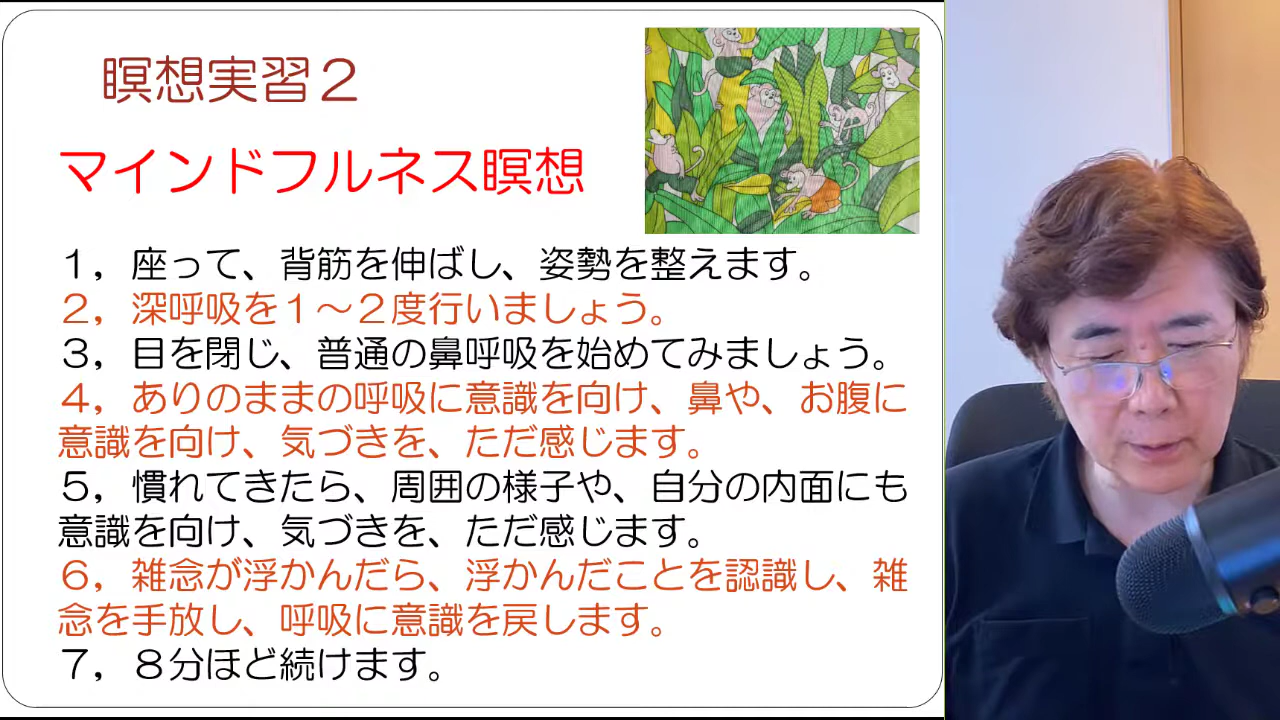 瞑想実習２
マインドフルネス瞑想
１，座って、背筋を伸ばし、姿勢を整えます。
２，深呼吸を１～２度行いましょう。
３，目を閉じ、普通の鼻呼吸を始めてみましょう。
４，ありのままの呼吸に意識を向け、鼻や、お腹に
意識を向け、気づきを、ただ感じます。
５，慣れてきたら、周囲の様子や、自分の内面にも
意識を向け、気づきを、ただ感じます。
６，雑念が浮かんだら、浮かんだことを認識し、雑
念を手放し、呼吸に意識を戻します。
７，８分ほど続けます。